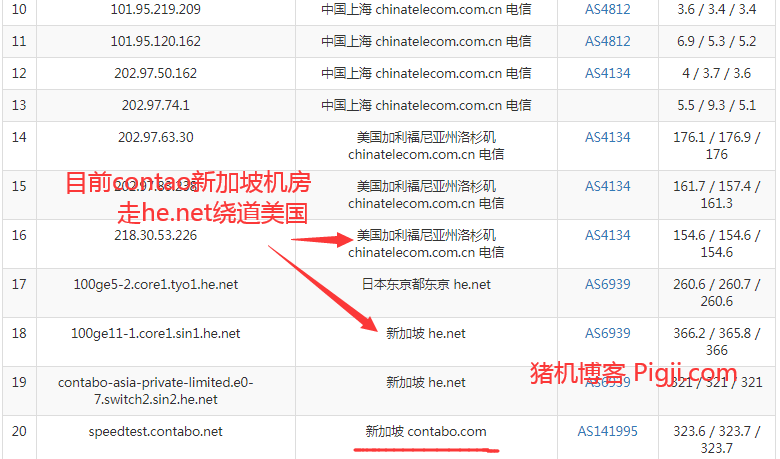 10 101.95.219.209 中国上海 chinatelecom.com.cn 电信 AS4812 3.6 / 3.4 / 3.4
11 101.95.120.162 中国上海 chinatelecom.com.cn 电信 AS4812 6.9 / 5.3 / 5.2
12 202.97.50.162 中国上海 chinatelecom.com.cn 电信 AS4134 4 / 3.7 / 3.6
13 202.97.74.1 中国上海 chinatelecom.com.cn 电信 5.5 / 9.3 / 5.1
14 202.97.63.30 美国加利福尼亚州洛杉矶 AS4134 176.1 / 176.9 /
chinatelecom.com.cn 电信 176
15 美国加利福尼亚州洛杉矶 AS4134 161.7 / 157.4 /
chinatelecom.com.cn 电信 161.3
目前contao新加坡机房
走he.net绕道美国
16 218.30.53.226 美国加利福尼亚州洛杉矶 AS4134 154.6 / 154.6 /
chinatelecom.com.cn 电信 154.6
17 100ge5-2.core1.tyo1.he.net 日本东京都东京 he.net AS6939 260.6 / 260.7 /
260.6
18 100ge11-1.core1.sin1.he.net 新加坡 he.net AS6939 366.2 / 365.8 /
366
19 contabo-asia-private-limited.e0- 新加坡 he.net AS6939 321 / 321 / 321
7.switch2.sin2.he.net
猪机博客 Pigji.com
20 speedtest.contabo.net 新加坡 contabo.com AS141995 323.6 / 323.7 /
323.7